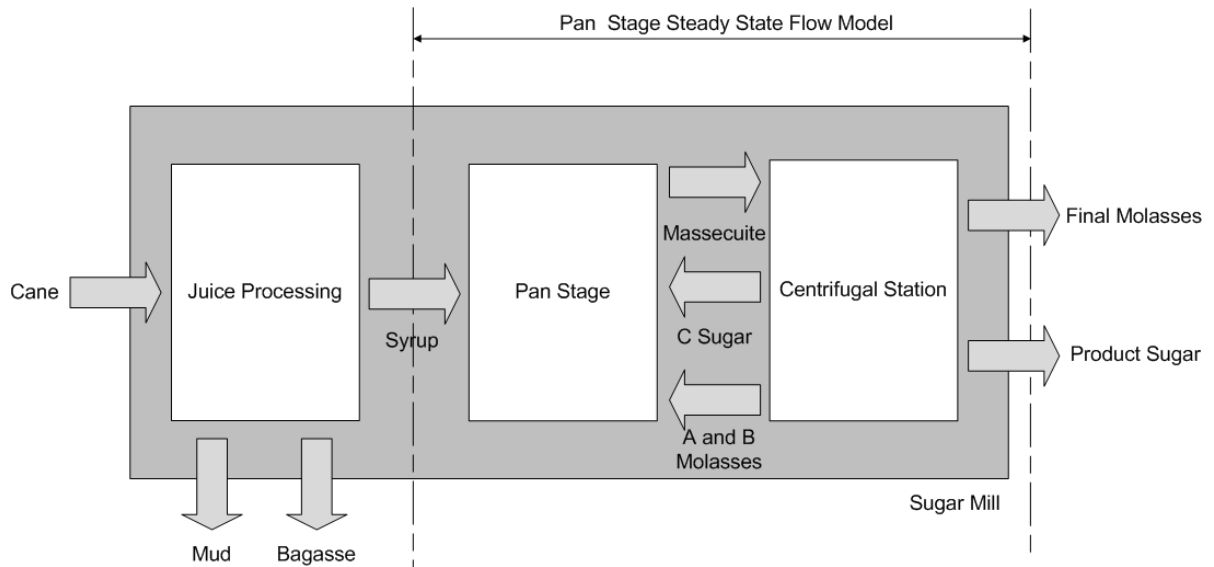 Pan Stage Steady State Flow Model
Massecuite
Final Molasses
Cane
Juice Processing
Pan Stage
Centrifugal Station
Syrup
C Sugar
Product Sugar
A and B
Molasses
Sugar Mill
Mud
Bagasse